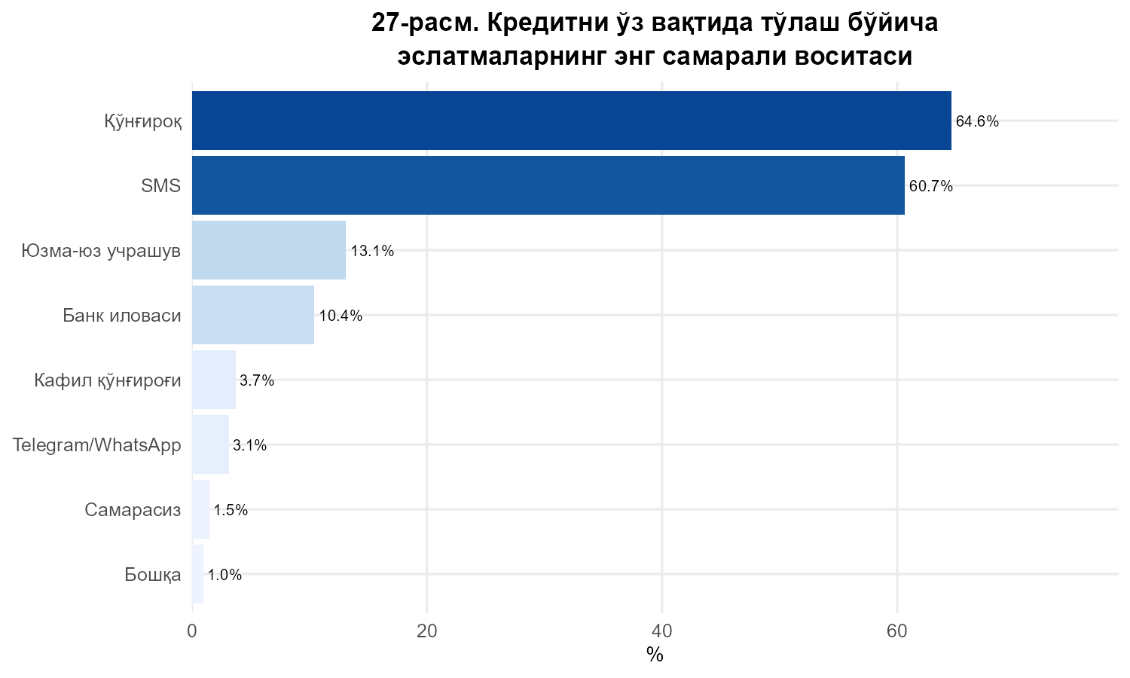 27-расм. Кредитни ўз вақтида тўлаш бўйича
эслатмаларнинг энг самарали воситаси
Қўнғироқ
64.6%
SMS
60.7%
Юзма-юз учрашув
13.1%
Банк иловаси
10.4%
Кафил қўнғироғи
3.7%
Telegram/WhatsApp
3.1%
Самарасиз
1.5%
Бошқа
1.0%
0 20 40 60
%